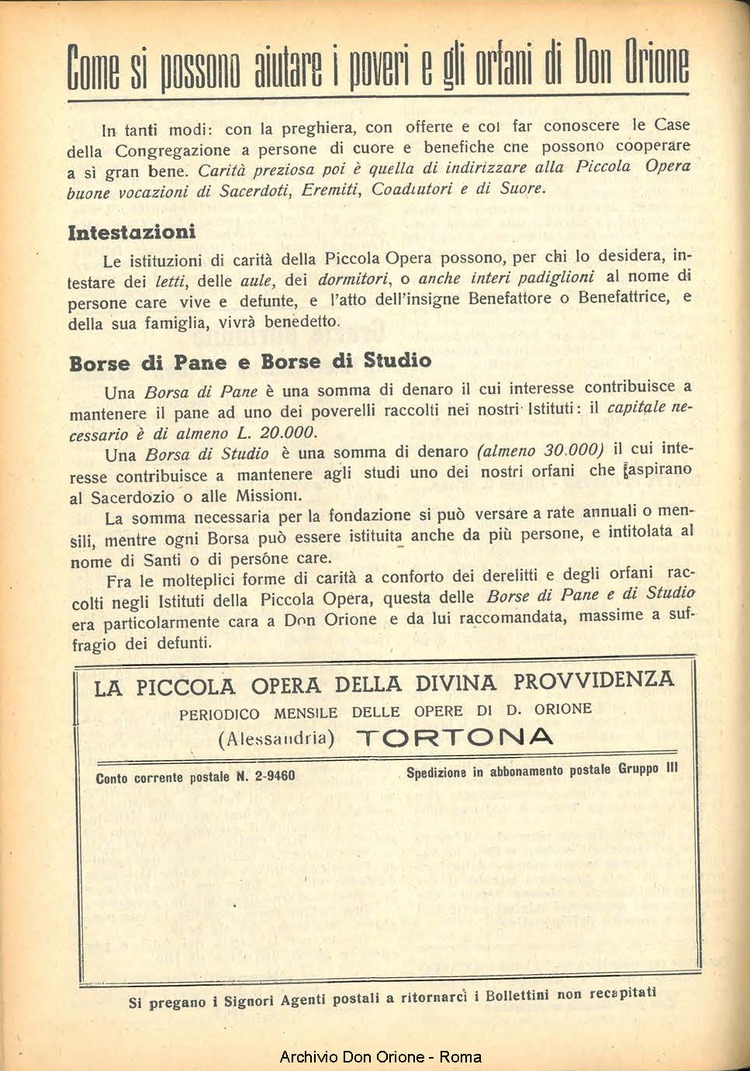 Come si possono aiutare i poveri e gli orfani di Don Orione
In tanti modi: con la preghiera, con offerte e col far conoscere le Case
della Congregazione a persone di cuore e benefiche che possono cooperare
a sì gran bene. Carità preziosa poi è quella di indirizzare alla Piccola Opera
buone vocazioni di Sacerdoti, Eremiti, Coadiutori e di Suore.
Intestazioni
Le istituzioni di carità della Piccola Opera possono, per chi lo desidera, in-
testare dei letti, delle aule, dei dormitori, o anche interi padiglioni al nome di
persone care vive e defunte, e l'atto dell'insigne Benefattore o Benefattrice, e
della sua famiglia, vivrà benedetto.
Borse di Pane e Borse di Studio
Una Borsa di Pane è una somma di denaro il cui interesse contribuisce a
mantenere il pane ad uno dei poverelli raccolti nei nostri Istituti: il capitale ne-
cessario è di almeno L. 20.000.
Una Borsa di Studio è una somma di denaro (almeno 30.000) il cui inte-
resse contribuisce a mantenere agli studi uno dei nostri orfani che aspirano
al Sacerdozio o alle Missioni.
La somma necessaria per la fondazione si può versare a rate annuali o men-
sili, mentre ogni Borsa può essere istituita anche da più persone, e intitolata al
nome di Santi o di persóne care.
Fra le molteplici forme di carità a conforto dei derelitti e degli orfani rac-
colti negli Istituti della Piccola Opera, questa delle Borse di Pane e di Studio
era particolarmente cara a Don Orione e da lui raccomandata, massime a suf-
fragio dei defunti.
LA PICCOLA OPERA DELLA DIVINA PROVVIDENZA
PERIODICO MENSILE DELLE OPERE DI D. ORIONE
(Alessandria) TORTONA
Conto corrente postale N. 2-9460 Spedizione in abbonamento postale Gruppo III
Si pregano i Signori Agenti postali a ritornarci i Bollettini non recapitati
Archivio Don Orione - Roma